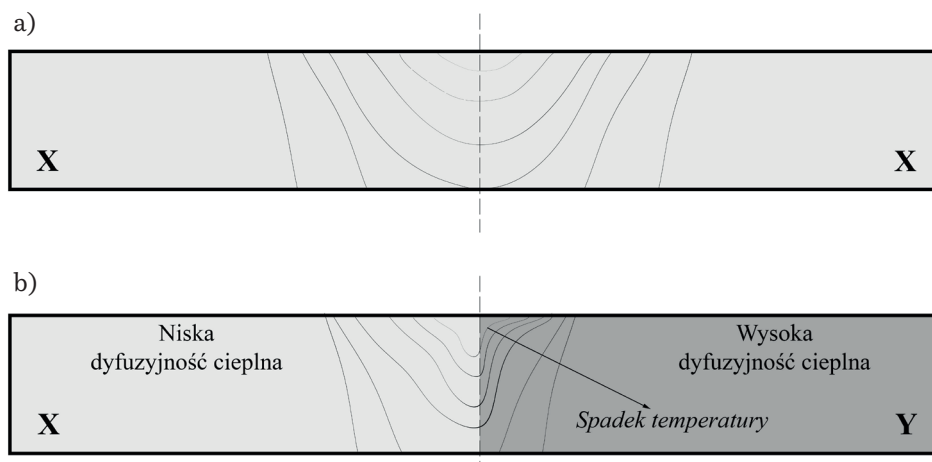 a)
X
X
b)
Niska
dyfuzyjność cieplna
Wysoka
dyfuzyjność cieplna
Spadek temperatury
X
Y